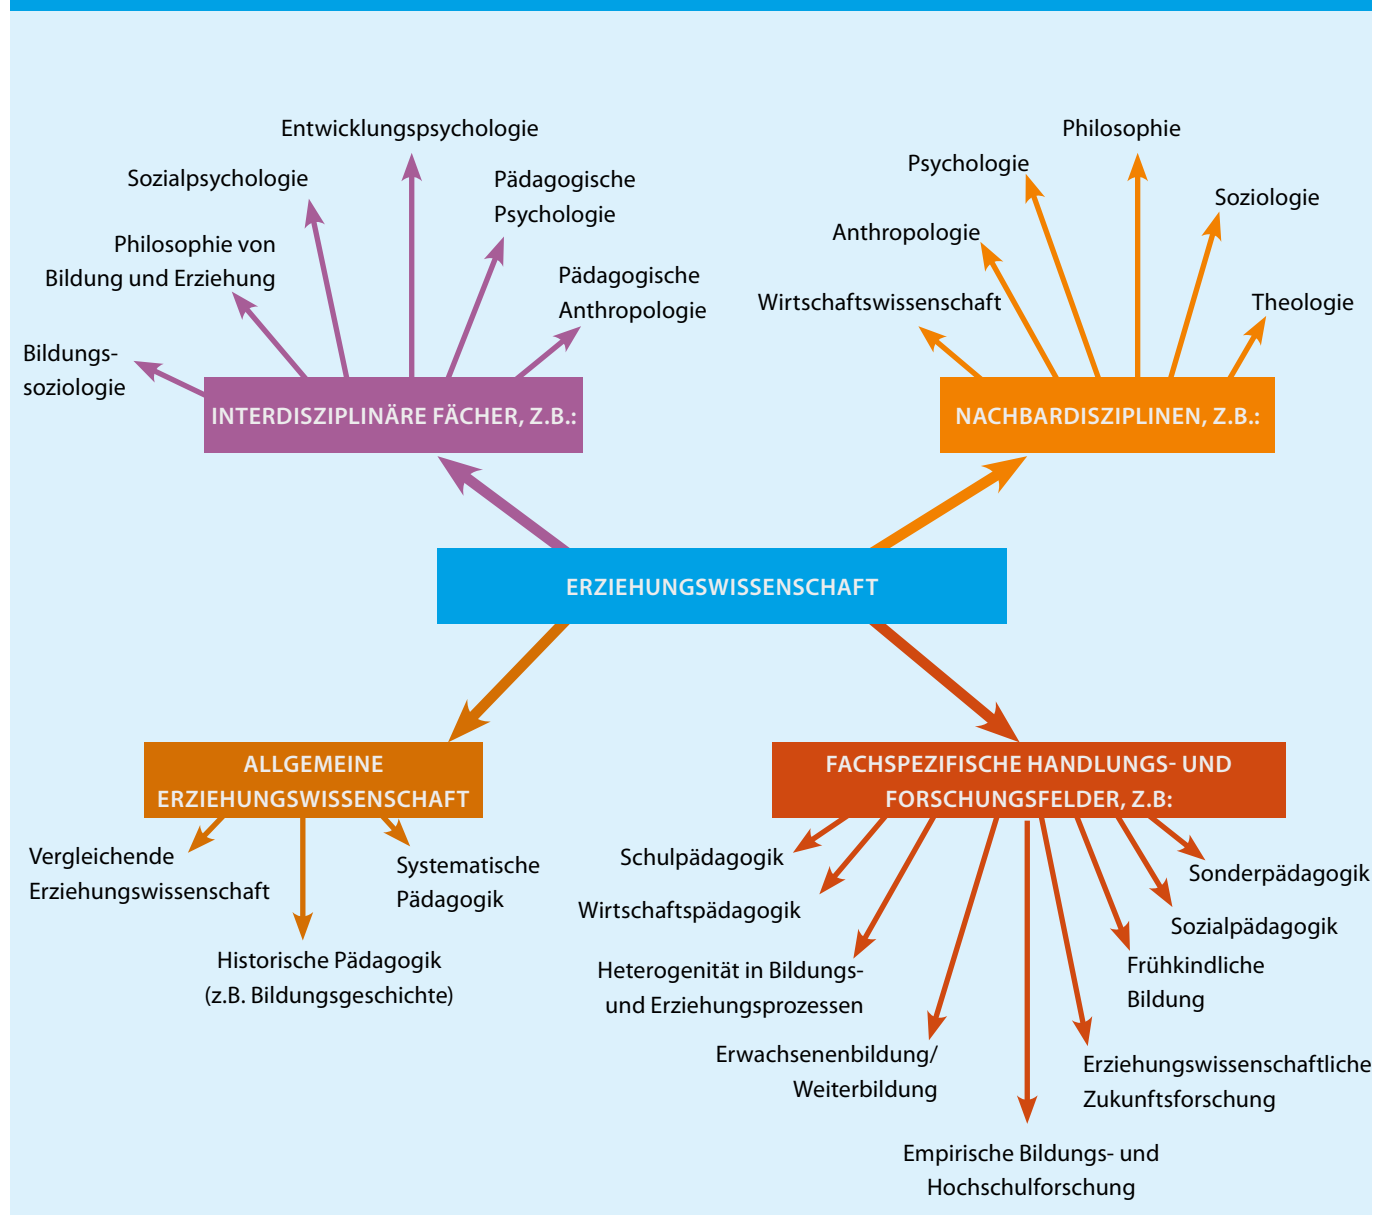 Entwicklungspsychologie
Sozialpsychologie
Pädagogische
Psychologie
Philosophie von
Bildung und Erziehung
Pädagogische
Anthropologie
Bildungs-
soziologie
INTERDISZIPLINÄRE FÄCHER, Z.B.:
Philosophie
Psychologie
Soziologie
Anthropologie
Wirtschaftswissenschaft
Theologie
NACHBARDISZIPLINEN, Z.B.:
ERZIEHUNGSWISSENSCHAFT
ALLGEMEINE
ERZIEHUNGSWISSENSCHAFT
Vergleichende
Erziehungswissenschaft
Systematische
Pädagogik
Historische Pädagogik
(z.B. Bildungsgeschichte)
FACHSPEZIFISCHE HANDLUNGS- UND
FORSCHUNGSFELDER, Z.B:
Schulpädagogik
Sonderpädagogik
Wirtschaftspädagogik
Sozialpädagogik
Heterogenität in Bildungs-
und Erziehungsprozessen
Frühkindliche
Bildung
Erwachsenenbildung/
Weiterbildung
Erziehungswissenschaftliche
Zukunftsforschung
Empirische Bildungs- und
Hochschulforschung